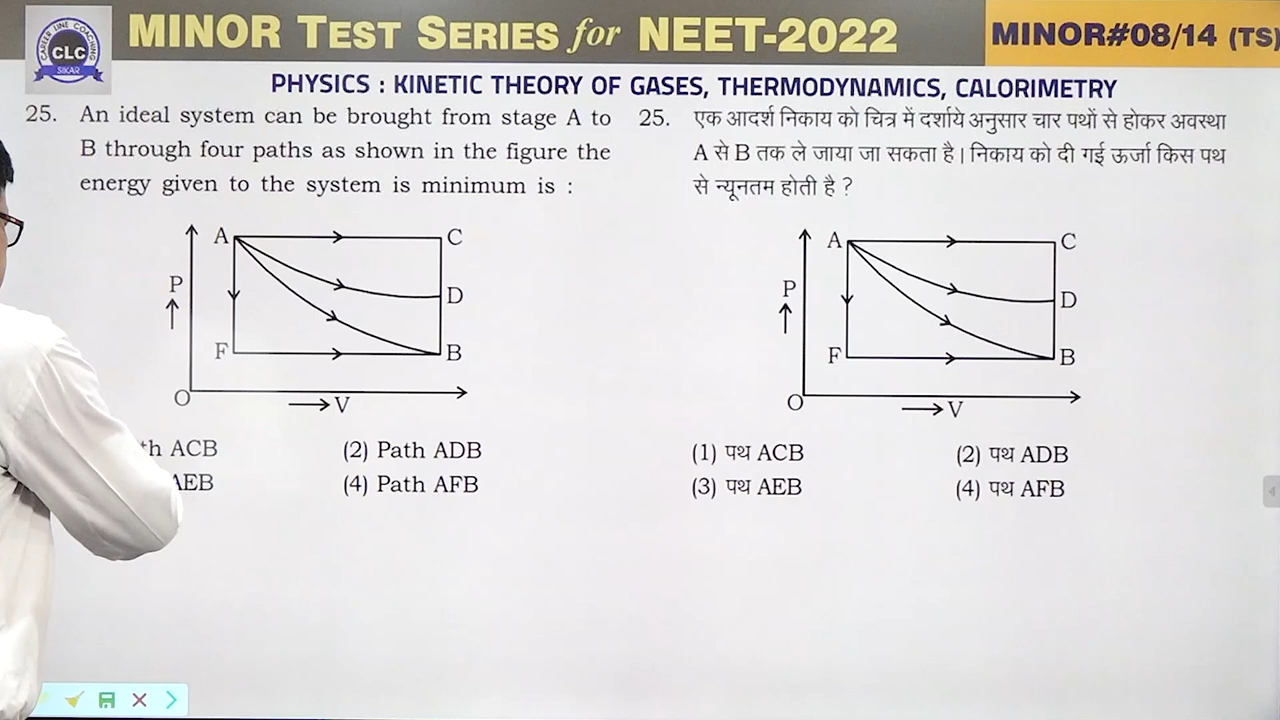 CAREER LINE COACHING
CLC
SIKAR
MINOR TEST SERIES for NEET-2022
MINOR#08/14 (TS)
PHYSICS : KINETIC THEORY OF GASES, THERMODYNAMICS, CALORIMETRY
25. An ideal system can be brought from stage A to
B through four paths as shown in the figure the
energy given to the system is minimum is :
A C
P
D
F B
O
V
th ACB (2) Path ADB
AEB (4) Path AFB
25. एक आदर्श निकाय को चित्र में दर्शाये अनुसार चार पथों से होकर अवस्था
A से B तक ले जाया जा सकता है। निकाय को दी गई ऊर्जा किस पथ
से न्यूनतम होती है ?
A C
P
D
F B
O
V
(1) पथ ACB (2) पथ ADB
(3) पथ AEB (4) पथ AFB